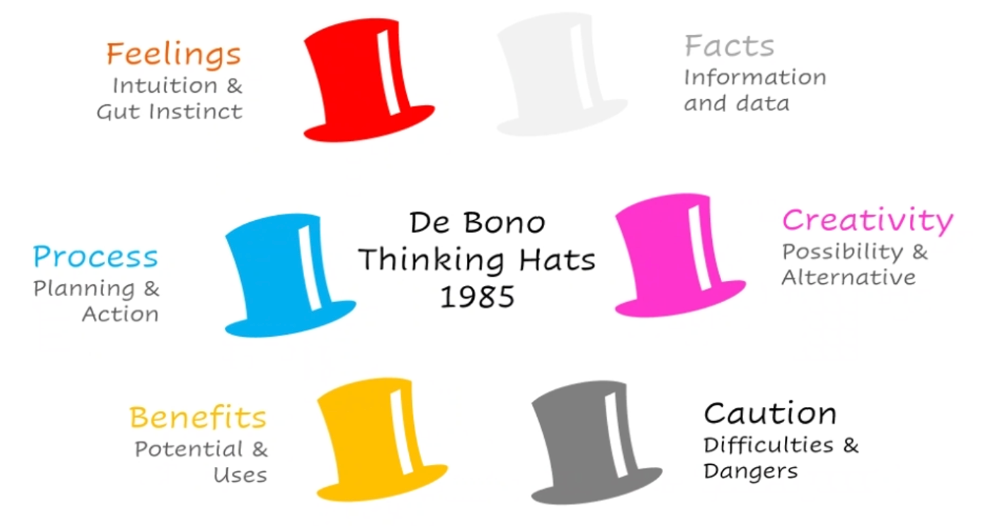 Feelings
Intuition &
Gut Instinct
Facts
Information
and data
Process
Planning &
Action
De Bono
Thinking Hats
1985
Creativity
Possibility &
Alternative
Benefits
Potential &
Uses
Caution
Difficulties &
Dangers